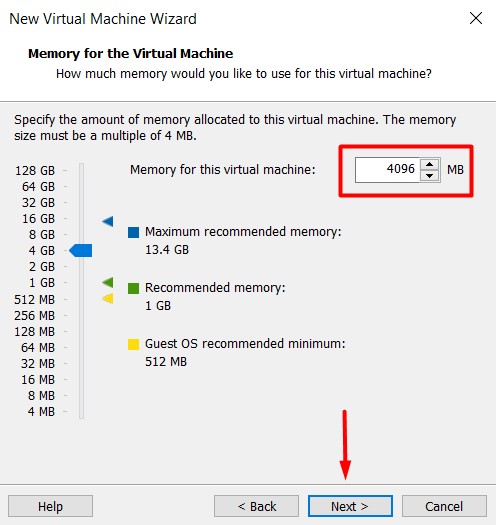 New Virtual Machine Wizard
Memory for the Virtual Machine
How much memory would you like to use for this virtual machine?
Specify the amount of memory allocated to this virtual machine. The memory
size must be a multiple of 4 MB.
128 GB
64 GB
32 GB
16 GB
8 GB
4 GB
2 GB
1 GB
512 MB
256 MB
128 MB
64 MB
32 MB
16 MB
8 MB
4 MB
Memory for this virtual machine: 4096 MB
Maximum recommended memory:
13.4 GB
Recommended memory:
1 GB
Guest OS recommended minimum:
512 MB
Help
< Back
Next >
Cancel